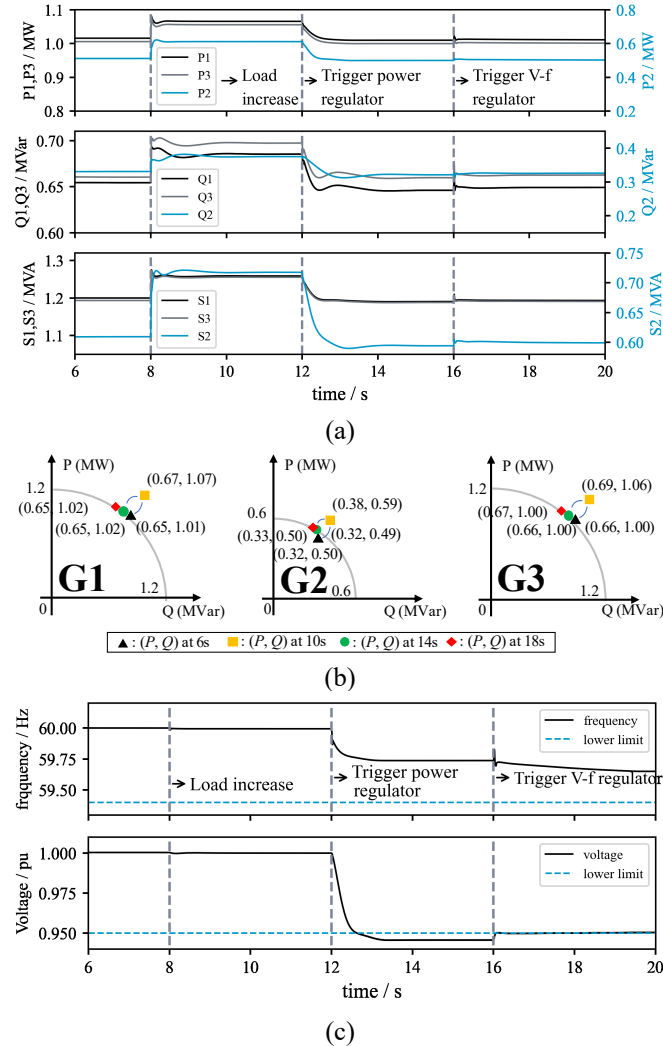 1.1
1.0
0.9
0.8
P1,P3 / MW
P1
P3
P2
Load
increase
Trigger power
regulator
Trigger V-f
regulator
0.8
0.6
0.4
0.2
P2 / MW
0.70
0.65
0.60
Q1,Q3 / MVar
Q1
Q3
Q2
0.4
0.3
0.2
Q2 / MVar
1.3
1.2
1.1
S1,S3 / MVA
S1
S3
S2
0.75
0.70
0.65
0.60
S2 / MVA
6 8 10 12 14 16 18 20
time / s
(a)
P (MW)
1.2
(0.67, 1.07)
(0.65, 1.02)
(0.65, 1.02)
(0.65, 1.01)
G1
1.2
0
Q (MVar)
P (MW)
0.6
(0.38, 0.59)
(0.33, 0.50)
(0.32, 0.49)
(0.32, 0.50)
G2
0.6
0
Q (MVar)
P (MW)
1.2
(0.69, 1.06)
(0.67, 1.00)
(0.66, 1.00)
(0.66, 1.00)
G3
1.2
0
Q (MVar)
: (P, Q) at 6s : (P, Q) at 10s : (P, Q) at 14s : (P, Q) at 18s
(b)
60.00
59.75
59.50
frqquency / Hz
frequency
lower limit
Load increase
Trigger power
regulator
Trigger V-f regulator
1.000
0.975
0.950
Voltage / pu
voltage
lower limit
6 8 10 12 14 16 18 20
time / s
(c)